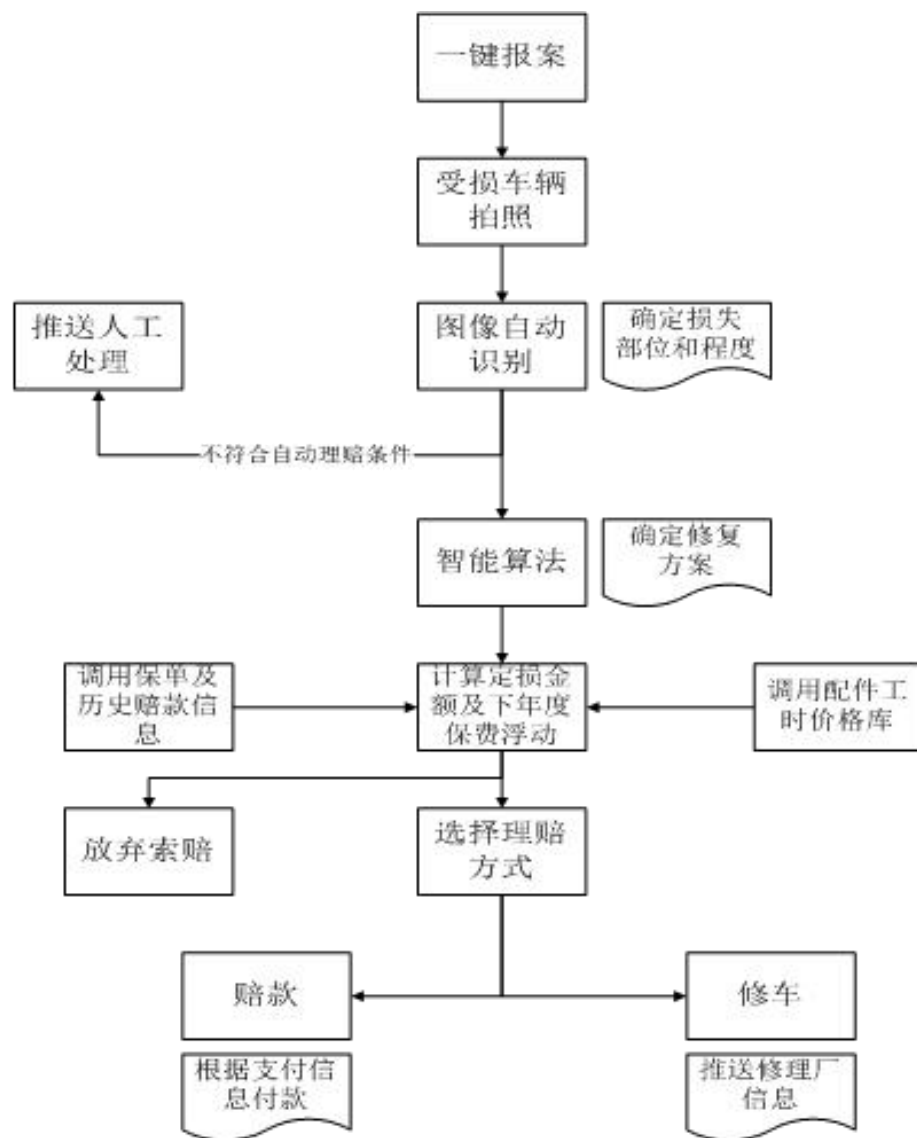 一键报案
受损车辆
拍照
推送人工
处理
图像自动
识别
确定损失
部位和程度
不符合自动理赔条件
智能算法
确定修复
方案
调用保单及
历史赔款信
息
计算定损金
额及下年度
保费浮动
调用配件工
时价格库
放弃索赔
选择理赔
方式
赔款
修车
根据支付信
息付款
推送修理厂
信息